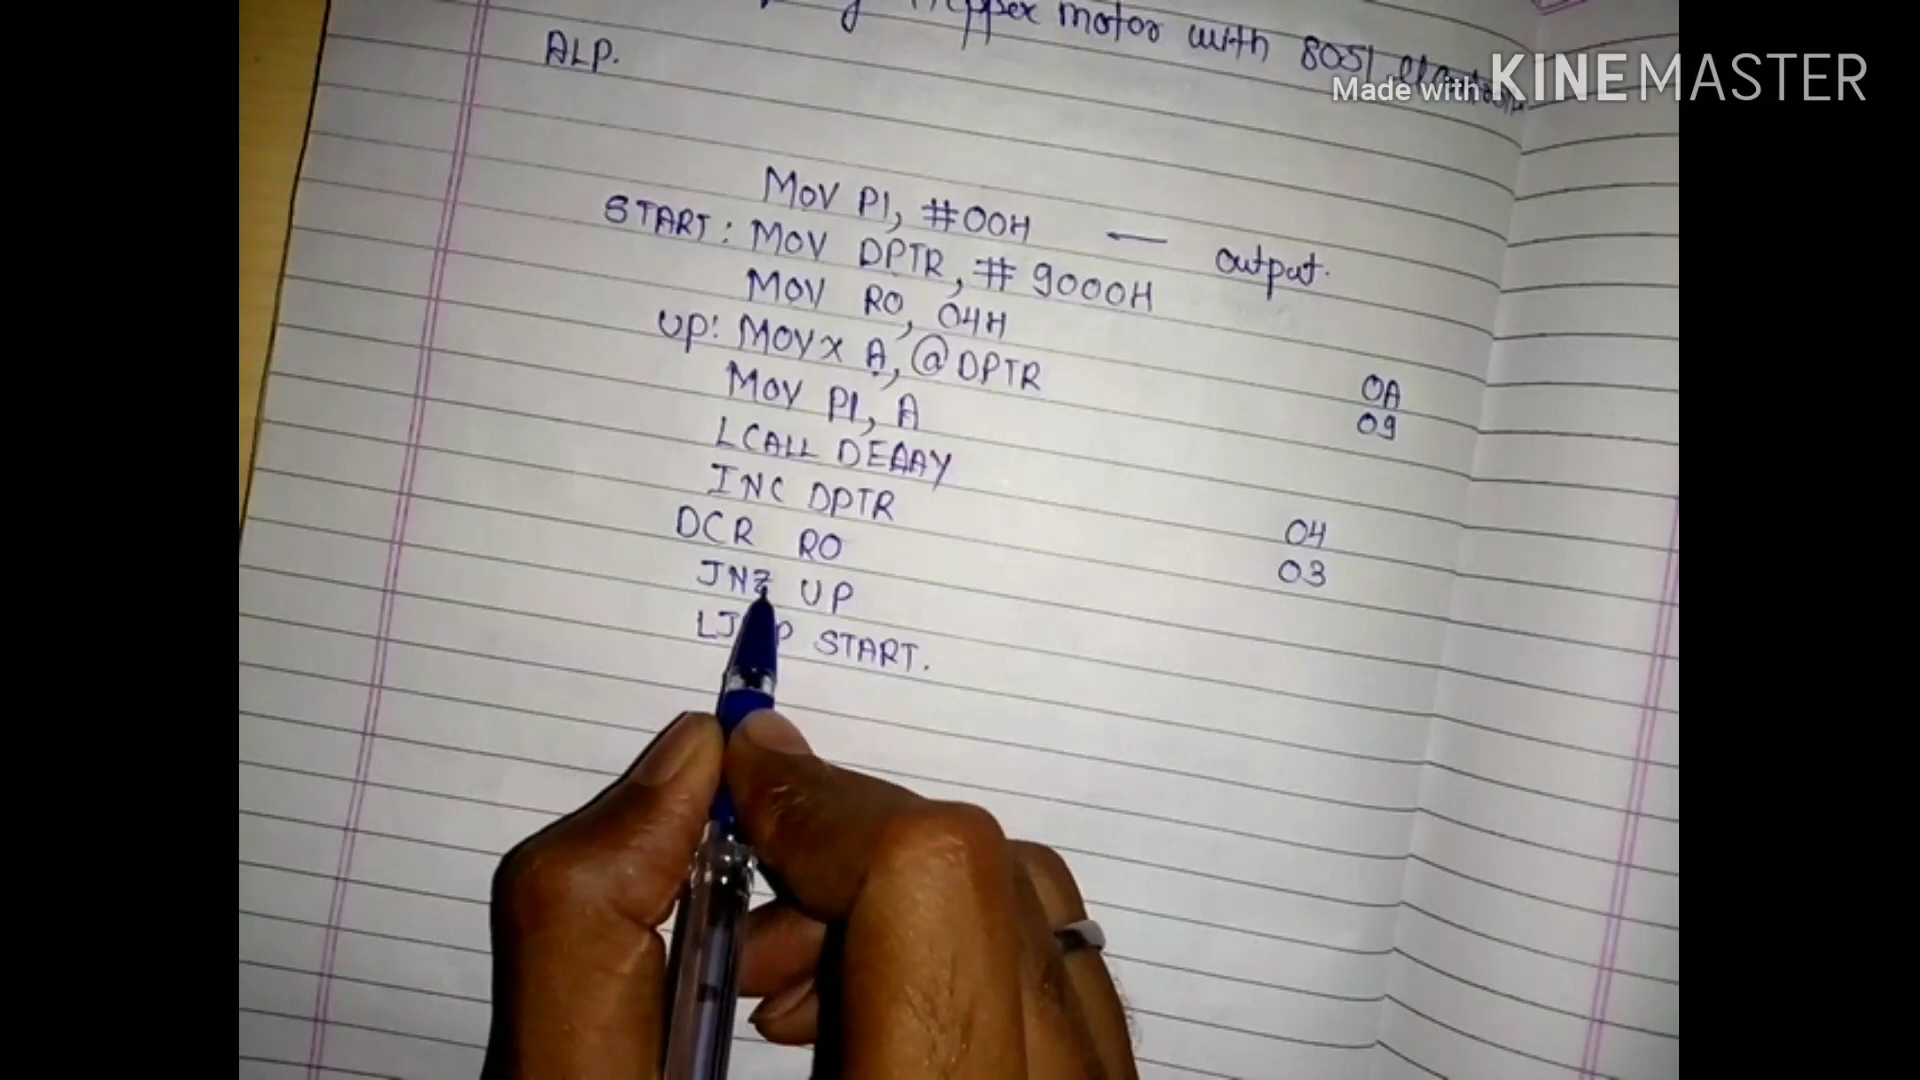 motor with 8051
Made with KINEMASTER
ALP.
MOV P1, #00H — output.
START: MOV DPTR, #9000H
MOV R0, 04H
UP: MOVX A, @DPTR
0A
MOV P1, A
09
LCALL DEAAY
INC DPTR
04
DCR R0
03
JNZ UP
START.